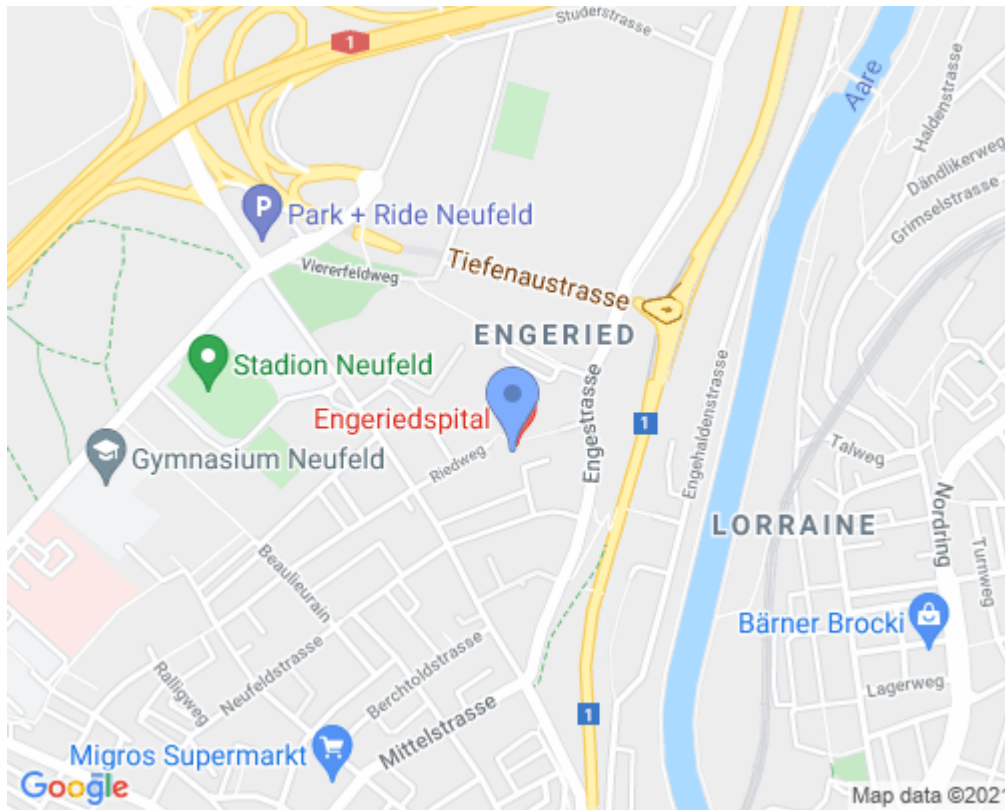 Studerstrasse
1
Aare
Haldenstrasse
Dändlikerweg
Grimselstrasse
P
Park + Ride Neufeld
Viererfeldweg
Tiefenaustrasse
ENGERIED
Stadion Neufeld
Engeriedspital
Engestrasse
1
Engehaldenstrasse
Talweg
Gymnasium Neufeld
Riedweg
Nordring
LORRAINE
Turnweg
Beaulieurain
Bärner Brocki
Ralligweg
Neufeldstrasse
Berchtoldstrasse
Lagerweg
Mittelstrasse
1
Migros Supermarkt
Google
Map data ©202